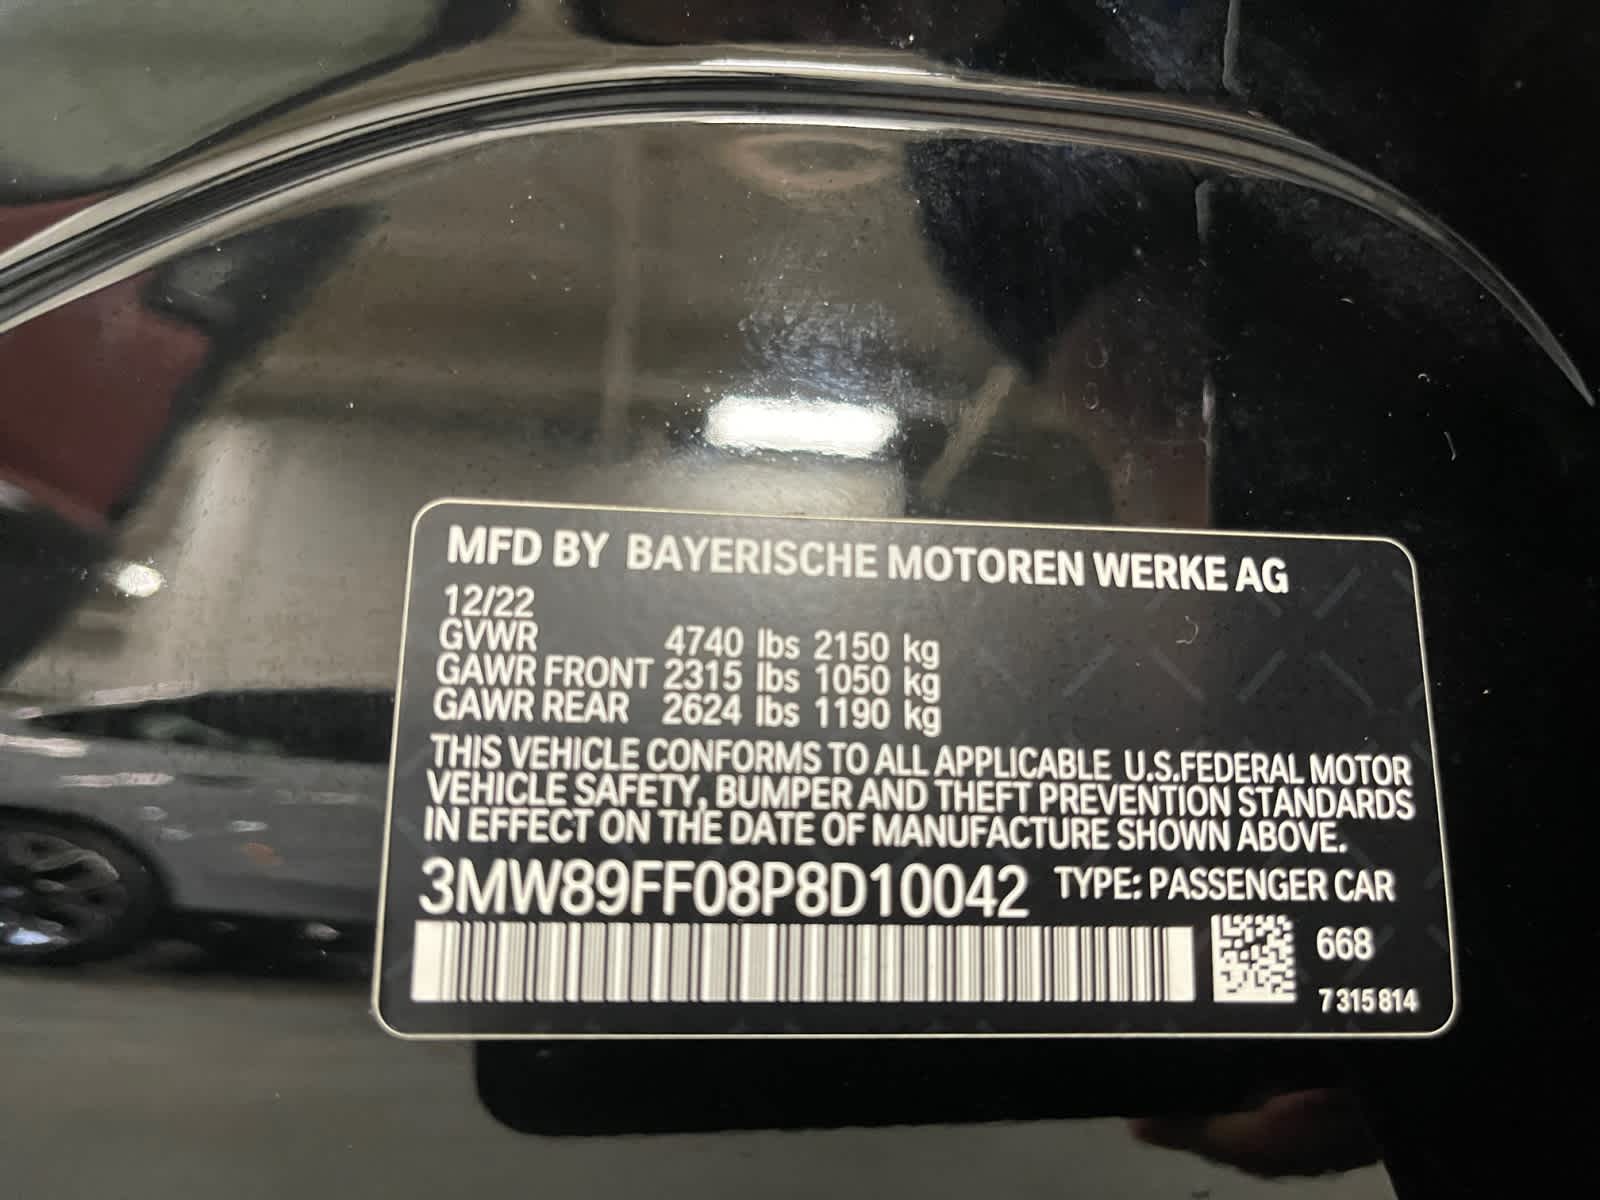 MFD BY BAYERISCHE MOTOREN WERKE AG
12/22
GVWR 4740 lbs 2150 kg
GAWR FRONT 2315 lbs 1050 kg
GAWR REAR 2624 lbs 1190 kg
THIS VEHICLE CONFORMS TO ALL APPLICABLE U.S.FEDERAL MOTOR
VEHICLE SAFETY, BUMPER AND THEFT PREVENTION STANDARDS
IN EFFECT ON THE DATE OF MANUFACTURE SHOWN ABOVE.
3MW89FF08P8D10042 TYPE: PASSENGER CAR
668
7 315 814